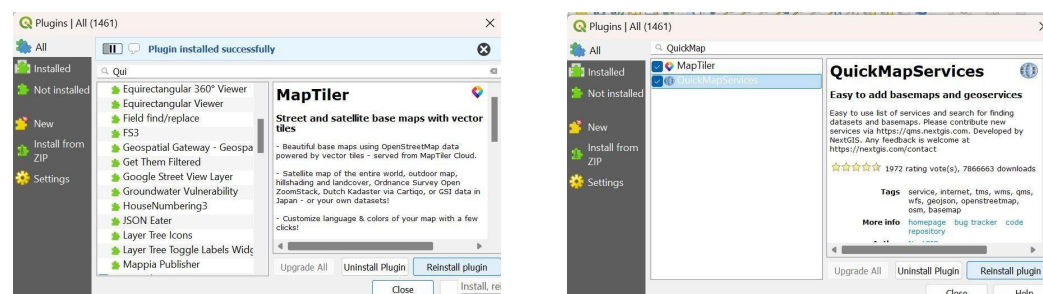 Plugins | All (1461)
All
Installed
Not installed
New
Install from
ZIP
Settings
Plugin installed successfully
Qui
Equirectangular 360° Viewer
Equirectangular Viewer
Field find/replace
FS3
Geospatial Gateway - Geospa
Get Them Filtered
Google Street View Layer
Groundwater Vulnerability
HouseNumbering3
JSON Eater
Layer Tree Icons
Layer Tree Toggle Labels Widg
Mappia Publisher
MapTiler
Street and satellite base maps with vector
tiles
- Beautiful base maps using OpenStreetMap data
powered by vector tiles - served from MapTiler Cloud.
- Satellite map of the entire world, outdoor map,
hillshading and landcover, Ordnance Survey Open
ZoomStack, Dutch Kadaster via Cartiqo, or GSI data in
Japan - or your own datasets!
- Customize language & colors of your map with a few
clicks!
Upgrade All
Uninstall Plugin
Reinstall plugin
Close
Install, rei
Plugins | All (1461)
All
Installed
Not installed
New
Install from
ZIP
Settings
QuickMap
MapTiler
QuickMapServices
QuickMapServices
Easy to add basemaps and geoservices
Easy to use list of services and search for finding
datasets and basemaps. Please contribute new
services via https://qms.nextgis.com. Developed by
NextGIS. Any feedback is welcome at
https://nextgis.com/contact
1972 rating vote(s), 7866663 downloads
Tags service, internet, tms, wms, qms,
wfs, geojson, openstreetmap,
osm, basemap
More info homepage bug tracker code
repository
Upgrade All
Uninstall Plugin
Reinstall plugin
Close
Help